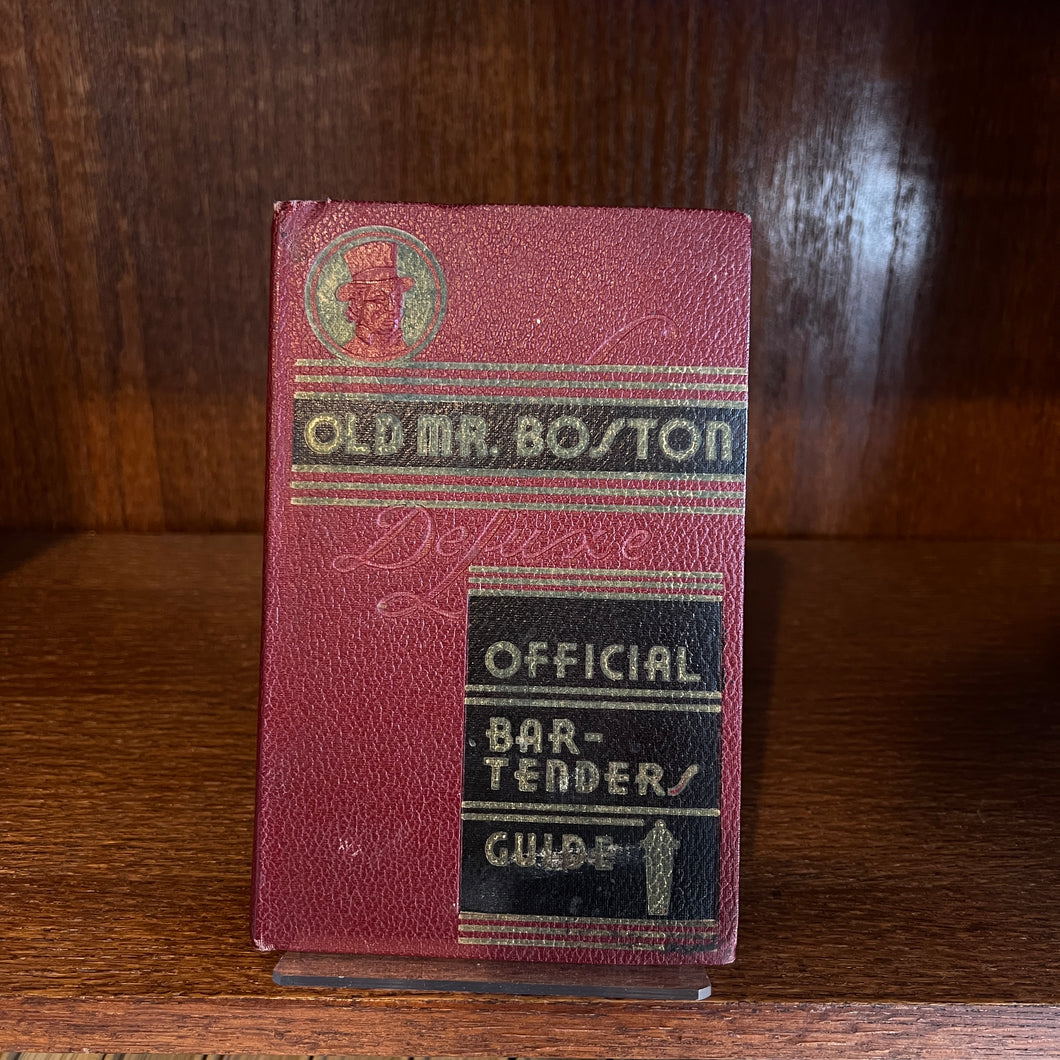 OLD MR. BOSTON
Deluxe
OFFICIAL
BAR-
TENDERS
GUIDE